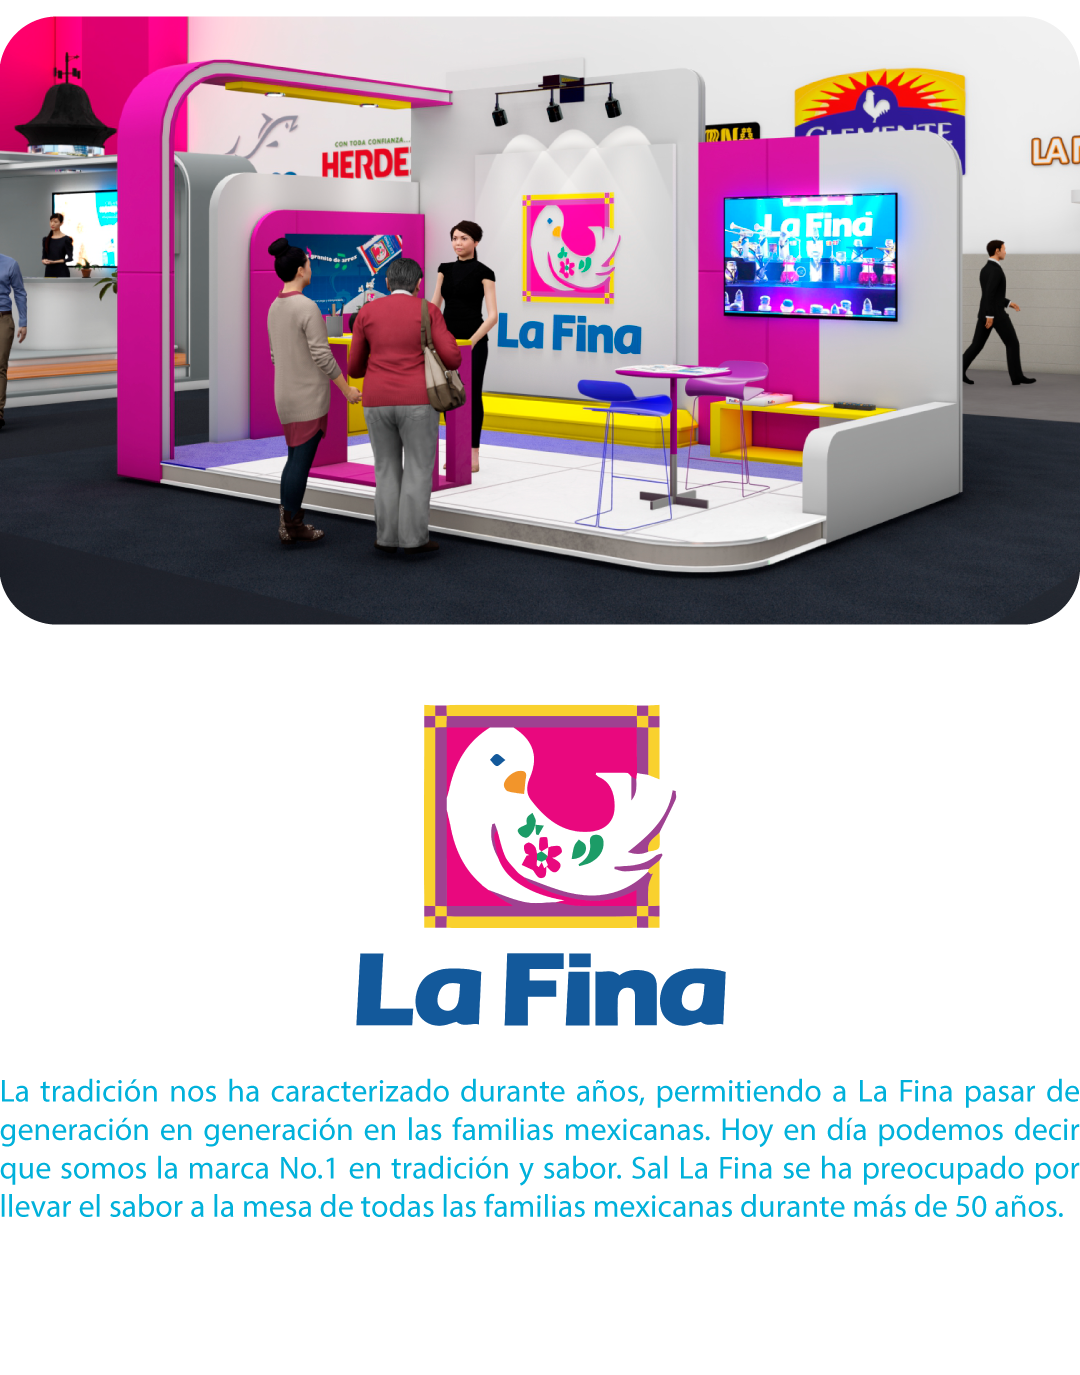 CON TODA CONFIANZA...
HERDE
LA
La Fina
granito de arroz
La Fina
La Fina
La tradición nos ha caracterizado durante años, permitiendo a La Fina pasar de
generación en generación en las familias mexicanas. Hoy en día podemos decir
que somos la marca No.1 en tradición y sabor. Sal La Fina se ha preocupado por
llevar el sabor a la mesa de todas las familias mexicanas durante más de 50 años.